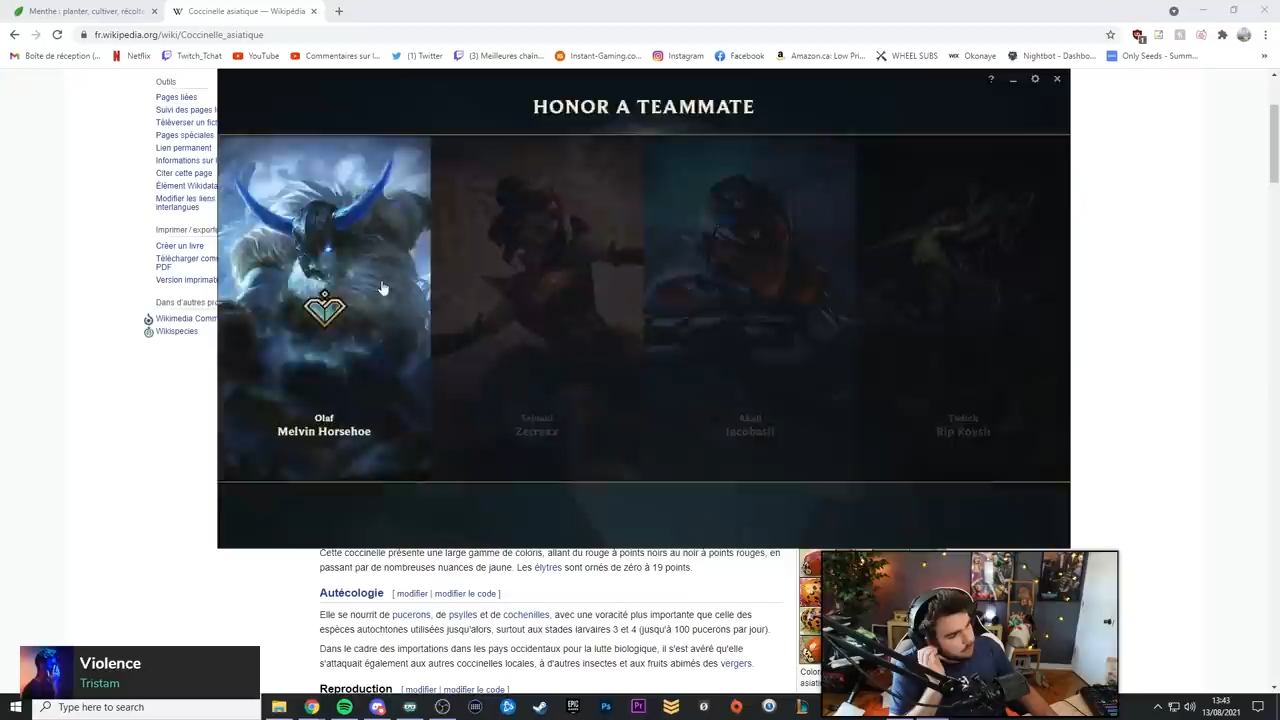 Menthe : planter, cultiver, récolt
Coccinelle asiatique — Wikipédia
fr.wikipedia.org/wiki/Coccinelle_asiatique
Boîte de réception (...
Netflix
Twitch_Tchat
YouTube
Commentaires sur l...
(1) Twitter
(3) Meilleures chaîn...
Instant-Gaming.co...
Instagram
Facebook
Amazon.ca: Low Pri...
WHEEL SUBS
Okonaye
Nightbot - Dashbo...
Only Seeds - Summ...
Outils
Pages liées
Suivi des pages l
Téléverser un fich
Pages spéciales
Lien permanent
Informations sur l
Citer cette page
Élément Wikidata
Modifier les liens
interlangues
Imprimer / exporte
Créer un livre
Télécharger com
PDF
Version imprimab
Dans d'autres pro
Wikimedia Comm
Wikispecies
HONOR A TEAMMATE
Olaf
Melvin Horsehoe
Akali
Twitch
Cette coccinelle présente une large gamme de coloris, allant du rouge à points noirs au noir à points rouges, en
passant par de nombreuses nuances de jaune. Les élytres sont ornés de zéro à 19 points.
Autécologie [ modifier | modifier le code ]
Elle se nourrit de pucerons, de psylles et de cochenilles, avec une voracité plus importante que celle des
espèces autochtones utilisées jusqu'alors, surtout aux stades larvaires 3 et 4 (jusqu'à 100 pucerons par jour).
Dans le cadre des importations dans les pays occidentaux pour la lutte biologique, il s'est avéré qu'elle
s'attaquait également aux autres coccinelles locales, à d'autres insectes et aux fruits abimés des vergers.
Reproduction [ modifier | modifier le code ]
Violence
Tristam
Type here to search
13:43
13/08/2021